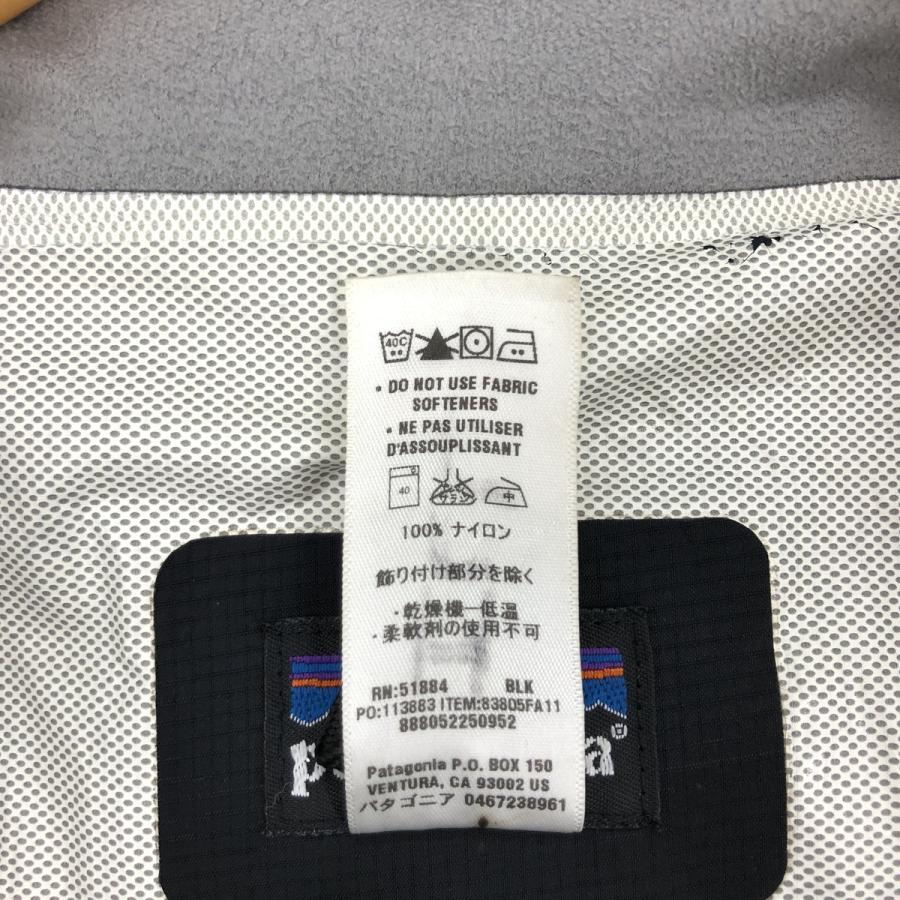 40C
• DO NOT USE FABRIC
SOFTENERS
• NE PAS UTILISER
D'ASSOUPLISSANT
40
中
100% ナイロン
飾り付け部分を除く
・乾燥機一低温
・柔軟剤の使用不可
RN:51884 BLK
PO:113883 ITEM:83805FA11
888052250952
Patagonia P.O. BOX 150
VENTURA, CA 93002 US
パタゴニア 0467238961